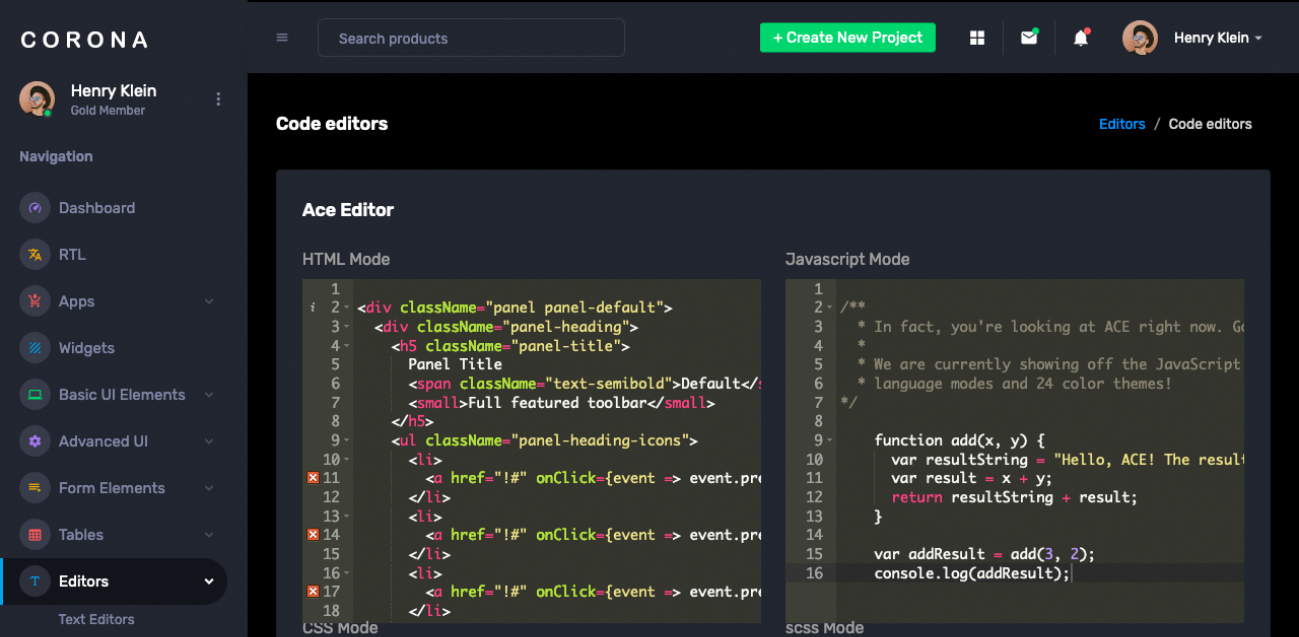 CORONA
Henry Klein
Gold Member
Navigation
Dashboard
RTL
Apps
Widgets
Basic UI Elements
Advanced UI
Form Elements
Tables
Editors
Text Editors
Search products
+ Create New Project
Henry Klein
Code editors
Editors / Code editors
Ace Editor
HTML Mode
1
i 2 <div className="panel panel-default">
3 <div className="panel-heading">
4 <h5 className="panel-title">
5 Panel Title
6 <span className="text-semibold">Default</
7 <small>Full featured toolbar</small>
8 </h5>
9 <ul className="panel-heading-icons">
10 <li>
11 <a href="!#" onClick={event => event.pre
12 </li>
13 <li>
14 <a href="!#" onClick={event => event.pre
15 </li>
16 <li>
17 <a href="!#" onClick={event => event.pre
18 </li>
CSS Mode
Javascript Mode
1
2 /**
3 * In fact, you're looking at ACE right now. Go
4 *
5 * We are currently showing off the JavaScript
6 * language modes and 24 color themes!
7 */
8
9 function add(x, y) {
10 var resultString = "Hello, ACE! The result
11 var result = x + y;
12 return resultString + result;
13 }
14
15 var addResult = add(3, 2);
16 console.log(addResult);
scss Mode